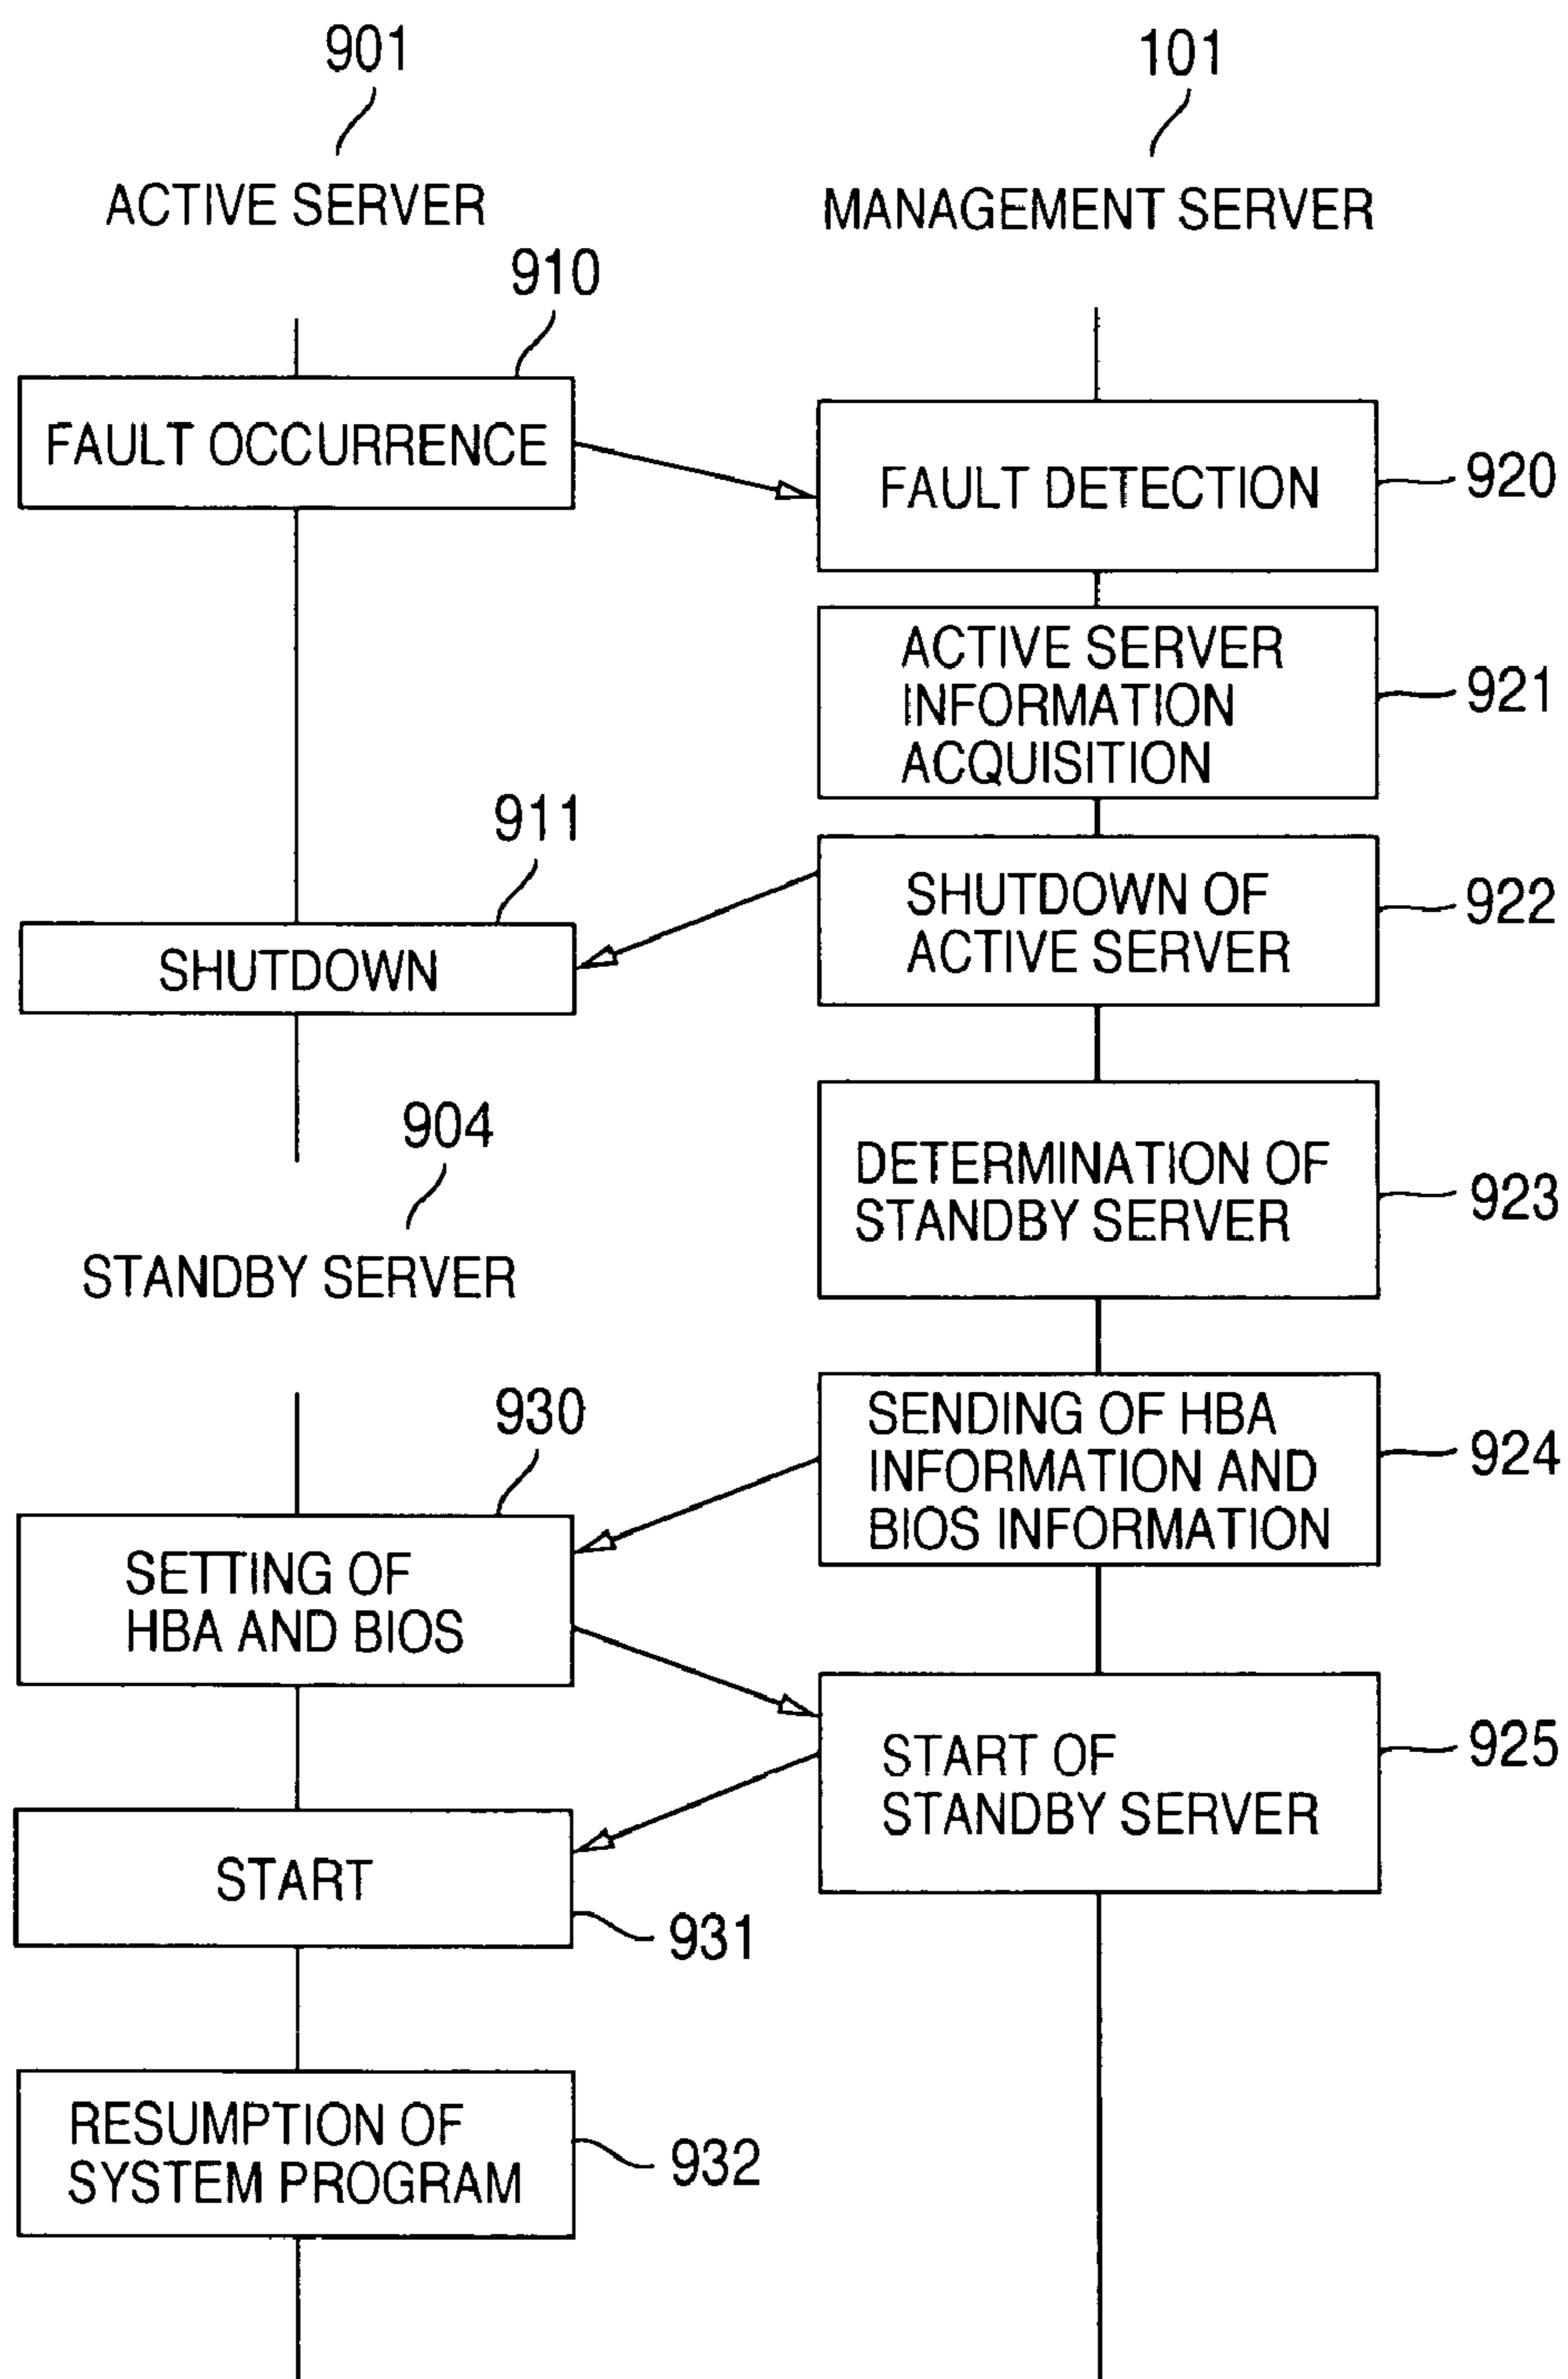 901
101
ACTIVE SERVER
MANAGEMENT SERVER
910
FAULT OCCURRENCE
FAULT DETECTION
920
ACTIVE SERVER
INFORMATION
ACQUISITION
921
911
SHUTDOWN OF
ACTIVE SERVER
922
SHUTDOWN
904
DETERMINATION OF
STANDBY SERVER
923
STANDBY SERVER
930
SENDING OF HBA
INFORMATION AND
BIOS INFORMATION
924
SETTING OF
HBA AND BIOS
START OF
STANDBY SERVER
925
START
931
RESUMPTION OF
SYSTEM PROGRAM
932